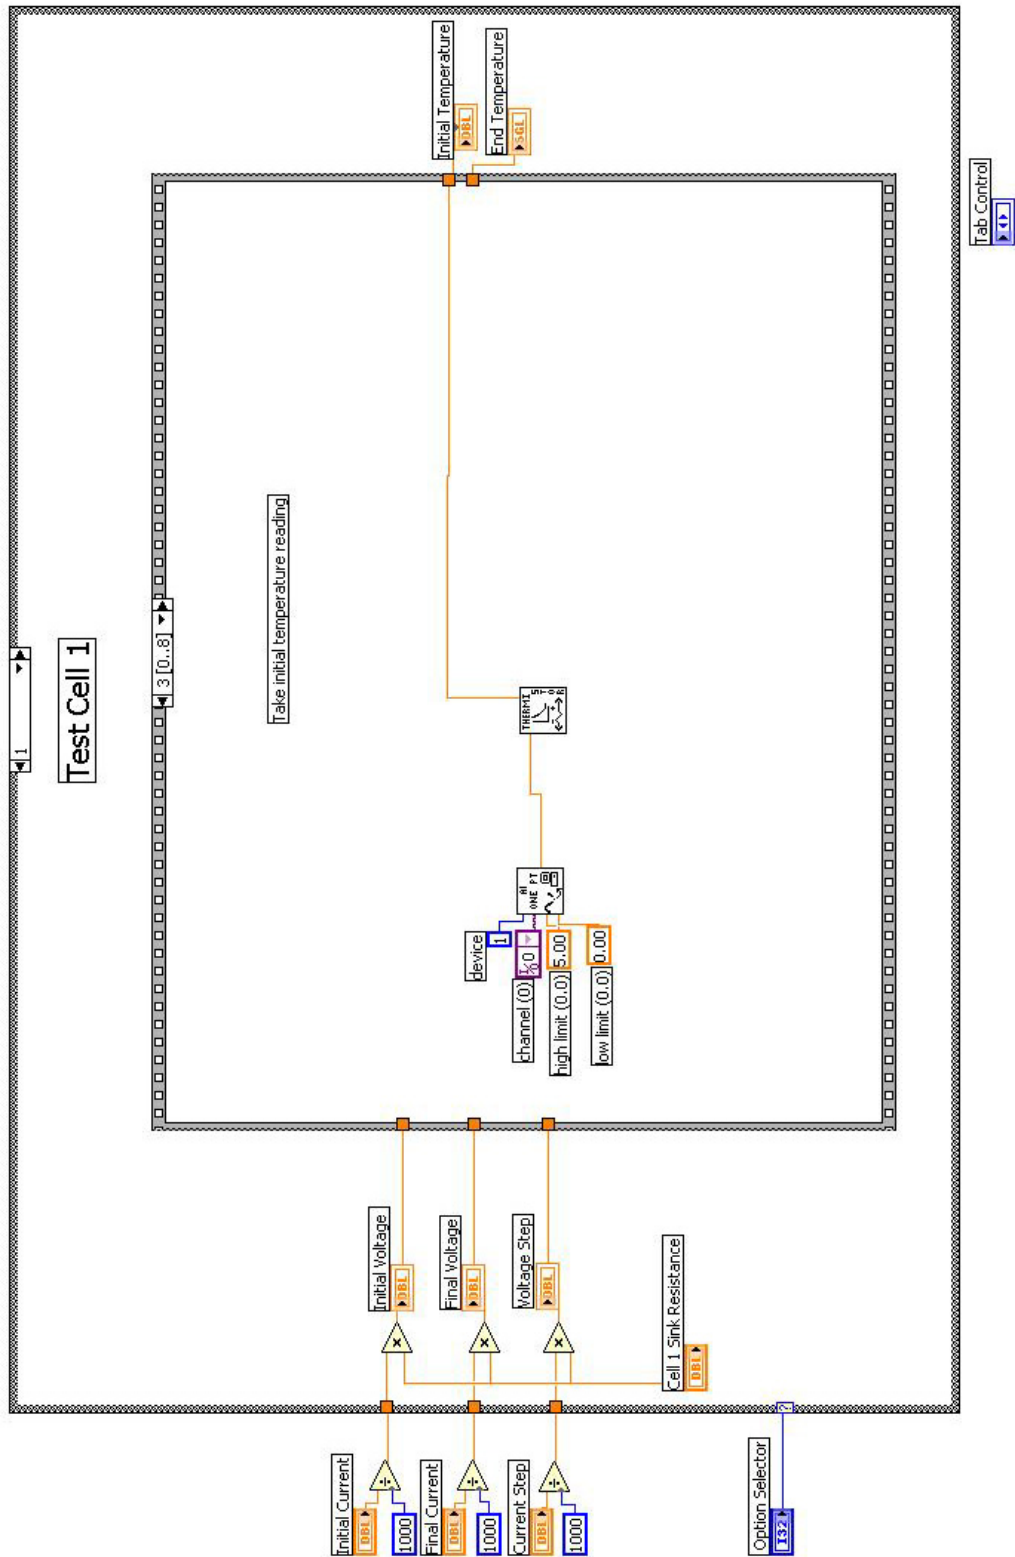 1
Test Cell 1
3 [0..8]
Take initial temperature reading
Initial Temperature
DBL
End Temperature
SGL
Initial Current
DBL
1000
Final Current
DBL
1000
Current Step
DBL
1000
Initial Voltage
DBL
Final Voltage
DBL
Voltage Step
DBL
Cell 1 Sink Resistance
DBL
device
1
channel (0)
I/O 0
high limit (0.0)
5.00
low limit (0.0)
0.00
AI
ONE PT
THERMI
S
T
O
R
Option Selector
I32
?
Tab Control